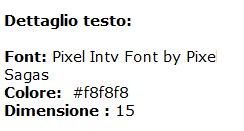 Dettaglio testo:
Font: Pixel Intv Font by Pixel
Sagas
Colore: #f8f8f8
Dimensione : 15